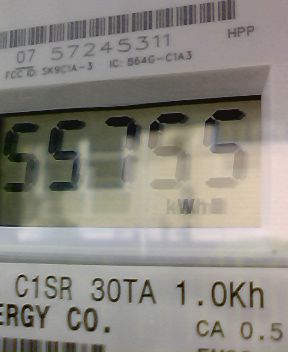 07 57245311
HPP
FCC ID: SK9C1A-3 IC: 864G-C1A3
55755
kWh
C1SR 30TA 1.0Kh
ERGY CO.
CA 0.5